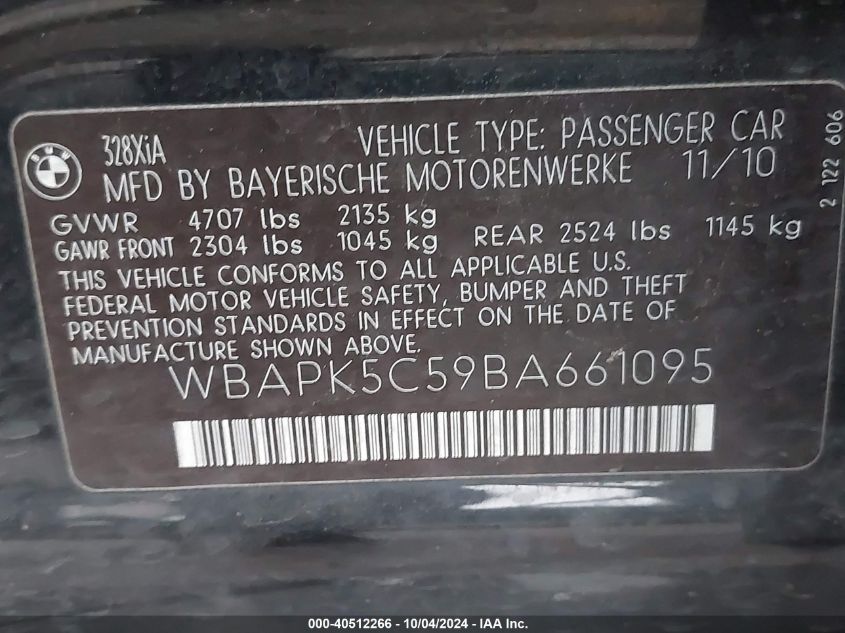 BMW
328XiA
VEHICLE TYPE: PASSENGER CAR
MFD BY BAYERISCHE MOTORENWERKE 11/10
GVWR 4707 lbs 2135 kg
GAWR FRONT 2304 lbs 1045 kg REAR 2524 lbs 1145 kg
THIS VEHICLE CONFORMS TO ALL APPLICABLE U.S.
FEDERAL MOTOR VEHICLE SAFETY, BUMPER AND THEFT
PREVENTION STANDARDS IN EFFECT ON THE DATE OF
MANUFACTURE SHOWN ABOVE.
WBAPK5C59BA661095
2 122 606
000-40512266 - 10/04/2024 - IAA Inc.